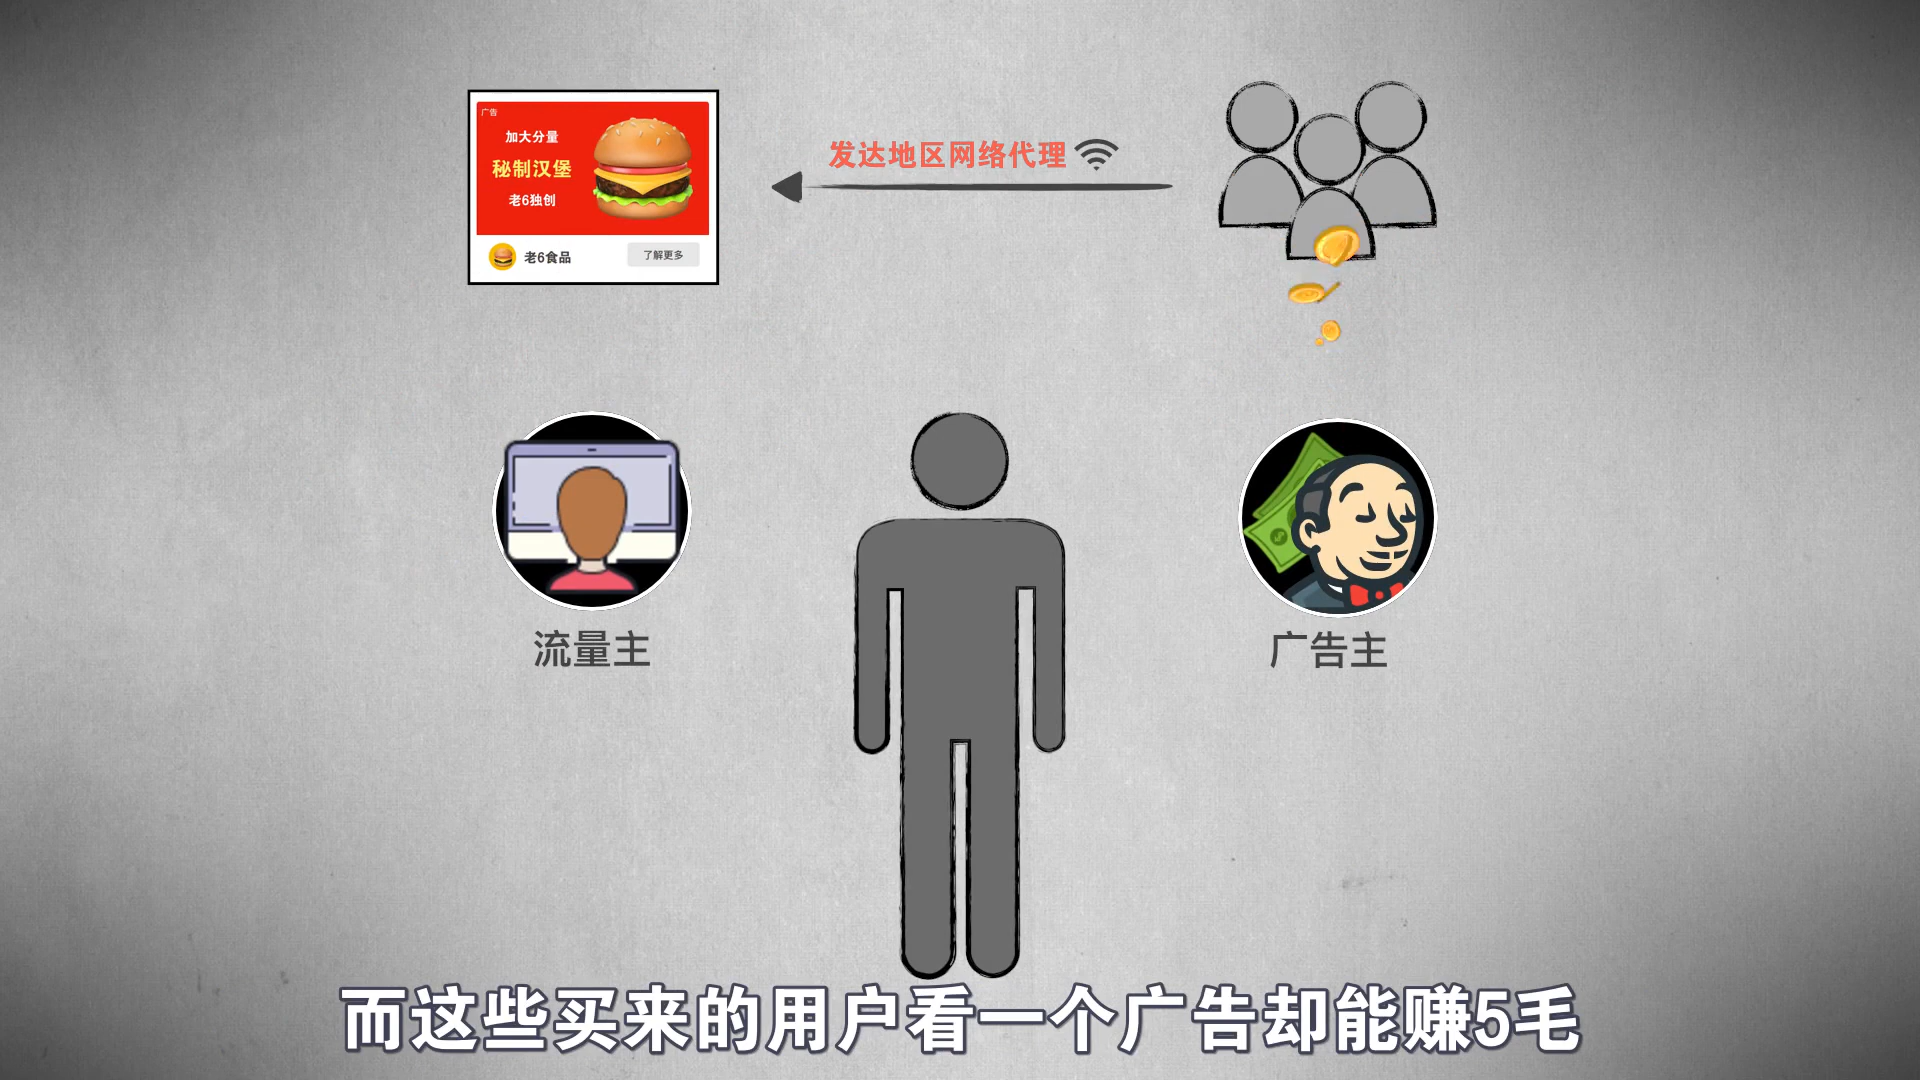 广告
加大分量
秘制汉堡
老6独创
老6食品
了解更多
发达地区网络代理
流量主
广告主
而这些买来的用户看一个广告却能赚5毛